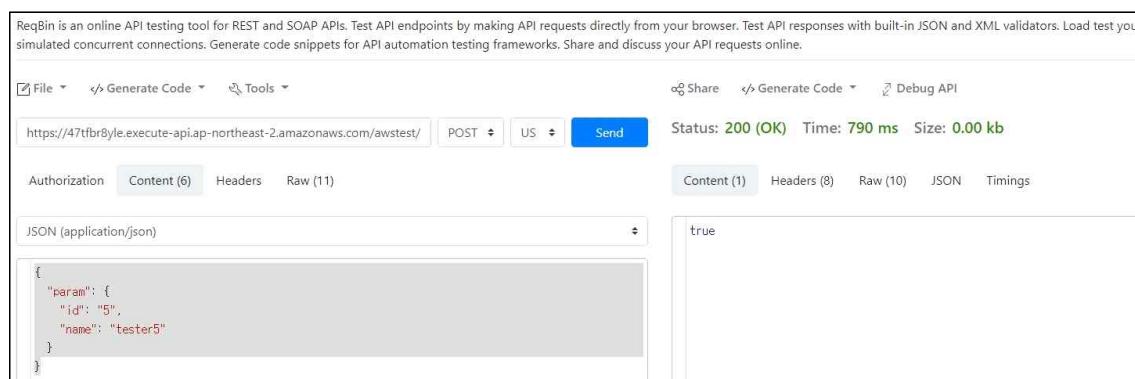 ReqBin is an online API testing tool for REST and SOAP APIs. Test API endpoints by making API requests directly from your browser. Test API responses with built-in JSON and XML validators. Load test you
simulated concurrent connections. Generate code snippets for API automation testing frameworks. Share and discuss your API requests online.
File </> Generate Code Tools
Share </> Generate Code Debug API
https://47tfbr8yle.execute-api.ap-northeast-2.amazonaws.com/awstest/ POST US Send
Status: 200 (OK) Time: 790 ms Size: 0.00 kb
Authorization Content (6) Headers Raw (11)
Content (1) Headers (8) Raw (10) JSON Timings
JSON (application/json)
true
{
"param": {
"id": "5",
"name": "tester5"
}
}